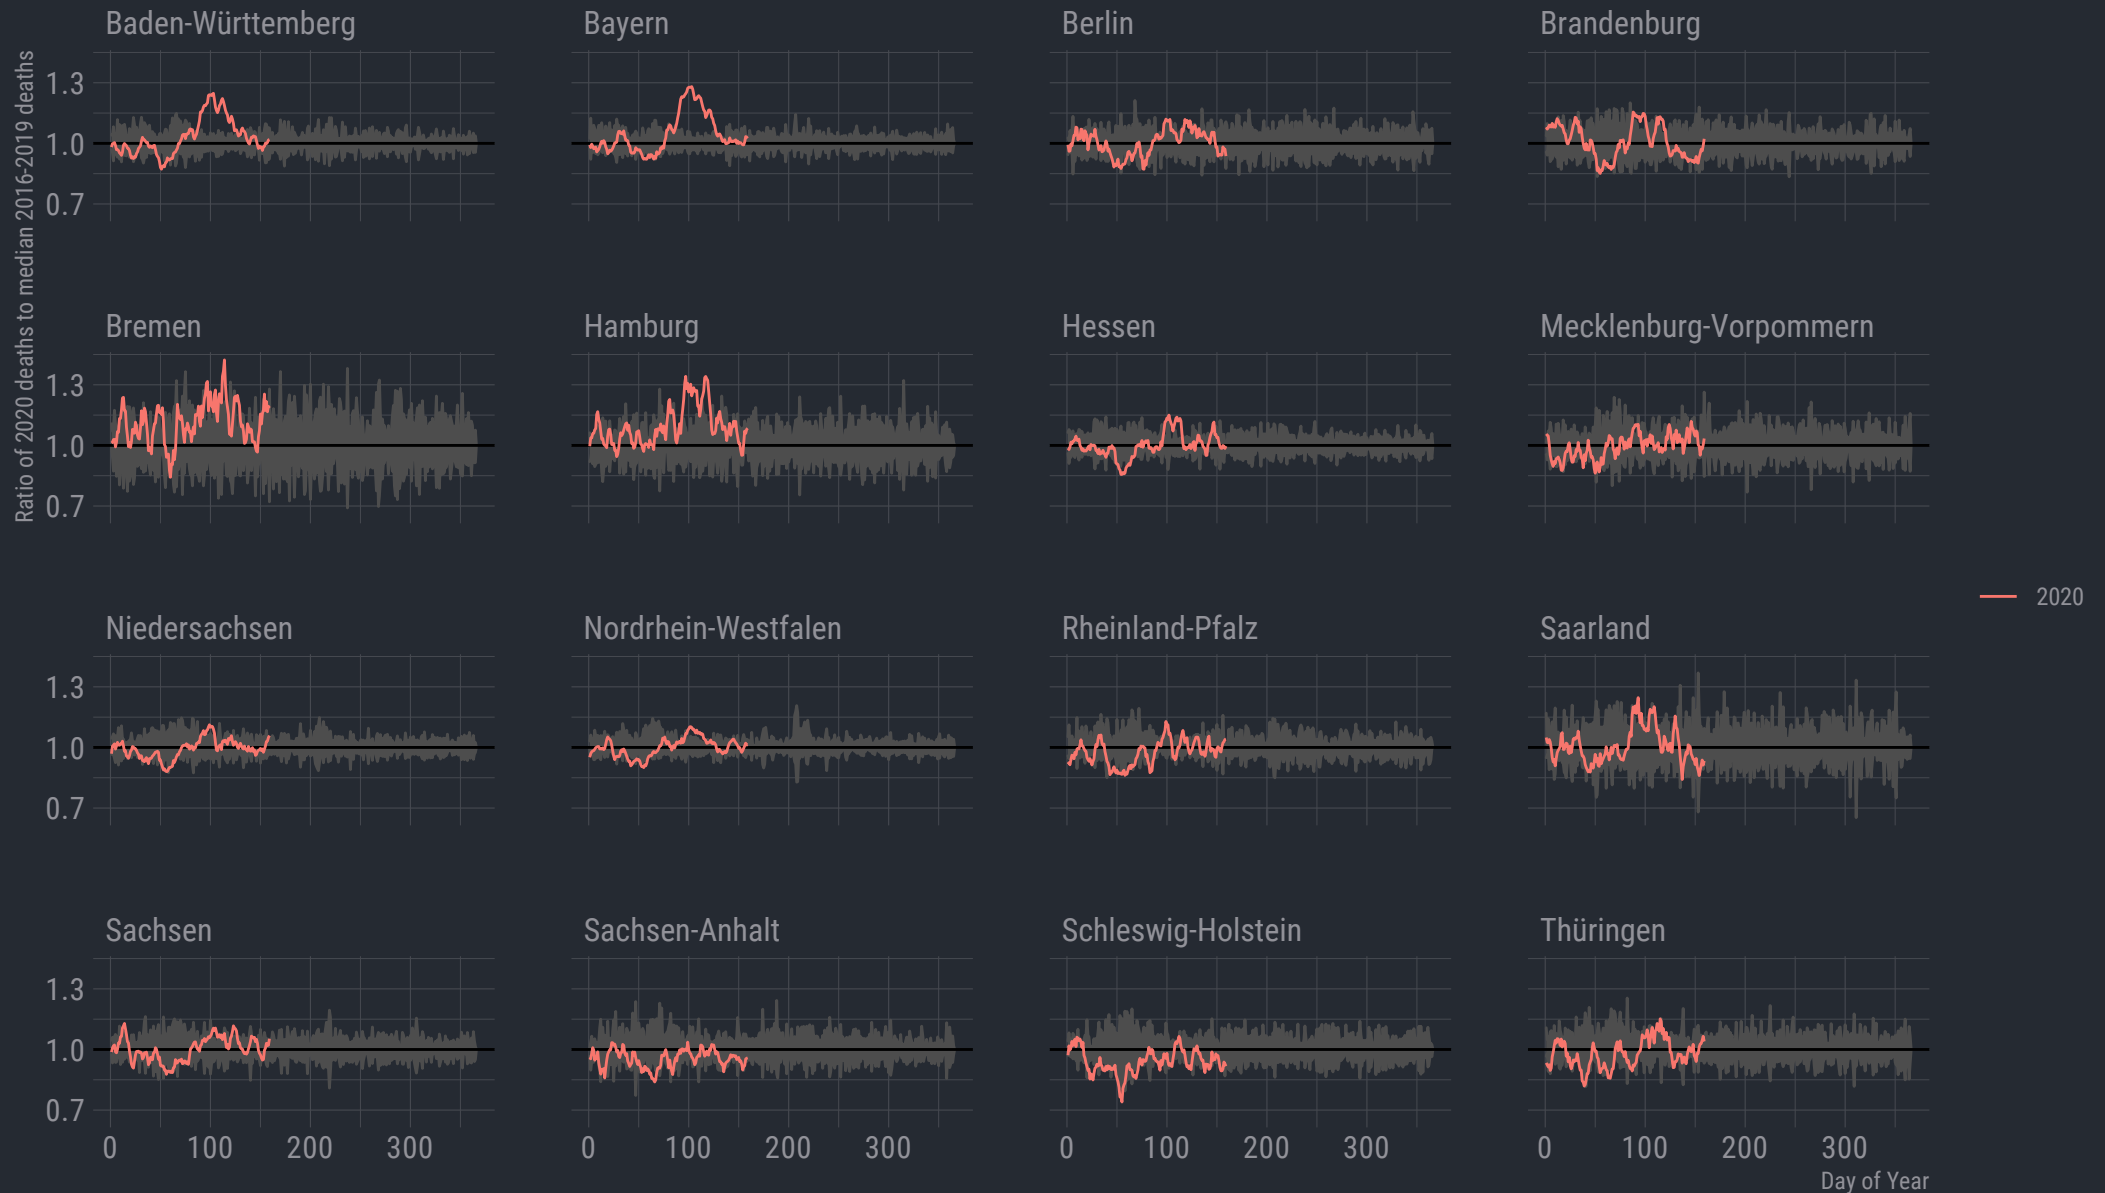 Baden-Württemberg
Bayern
Berlin
Brandenburg
Ratio of 2020 deaths to median 2016-2019 deaths
1.3
1.0
0.7
Bremen
Hamburg
Hessen
Mecklenburg-Vorpommern
1.3
1.0
0.7
2020
Niedersachsen
Nordrhein-Westfalen
Rheinland-Pfalz
Saarland
1.3
1.0
0.7
Sachsen
Sachsen-Anhalt
Schleswig-Holstein
Thüringen
1.3
1.0
0.7
0 100 200 300
0 100 200 300
0 100 200 300
0 100 200 300
Day of Year